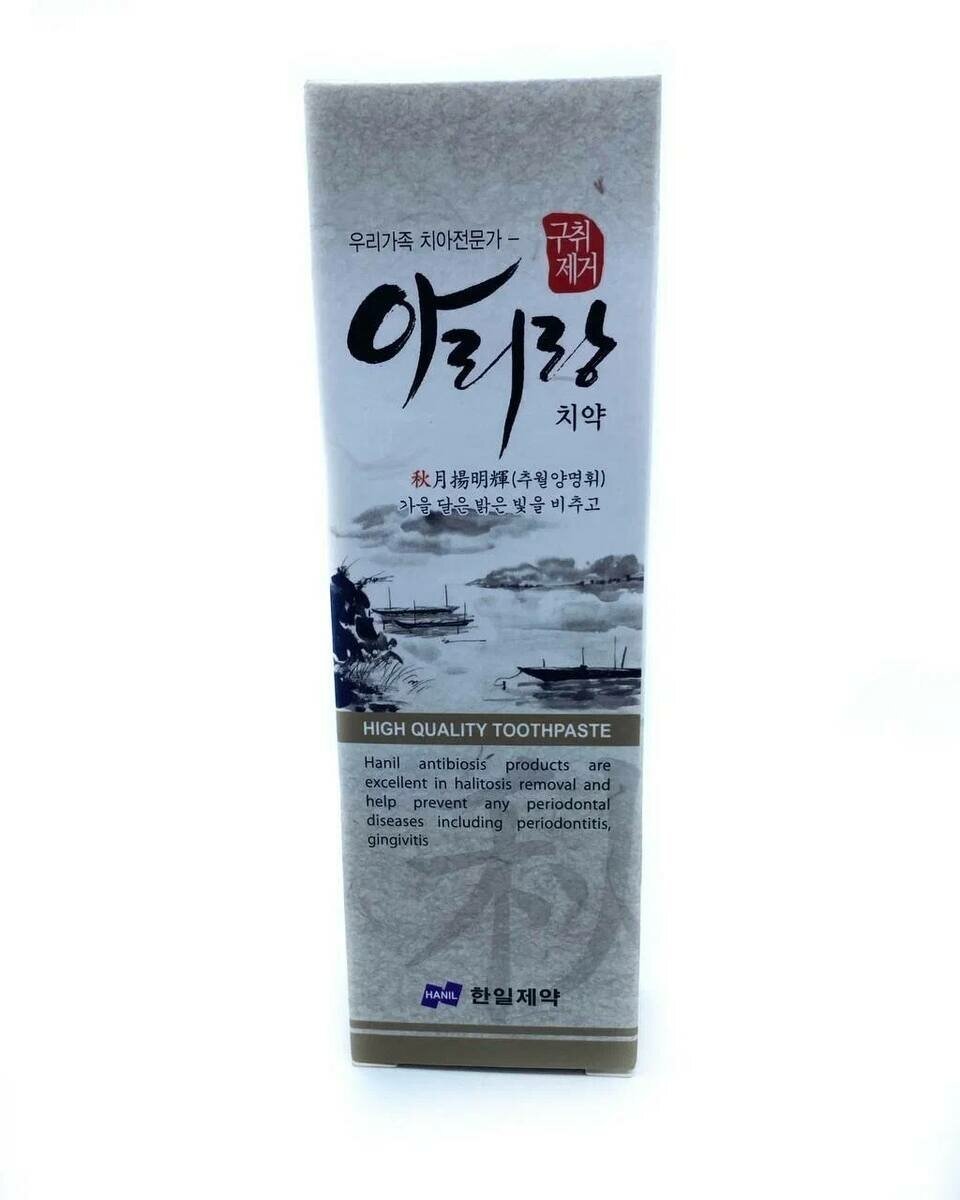 우리가족 치아전문가 -
구취
제거
아리랑
치약
秋月揚明輝(추월양명휘)
가을 달은 밝은 빛을 비추고
HIGH QUALITY TOOTHPASTE
Hanil antibiosis products are
excellent in halitosis removal and
help prevent any periodontal
diseases including periodontitis,
gingivitis
秋
HANIL 한일제약